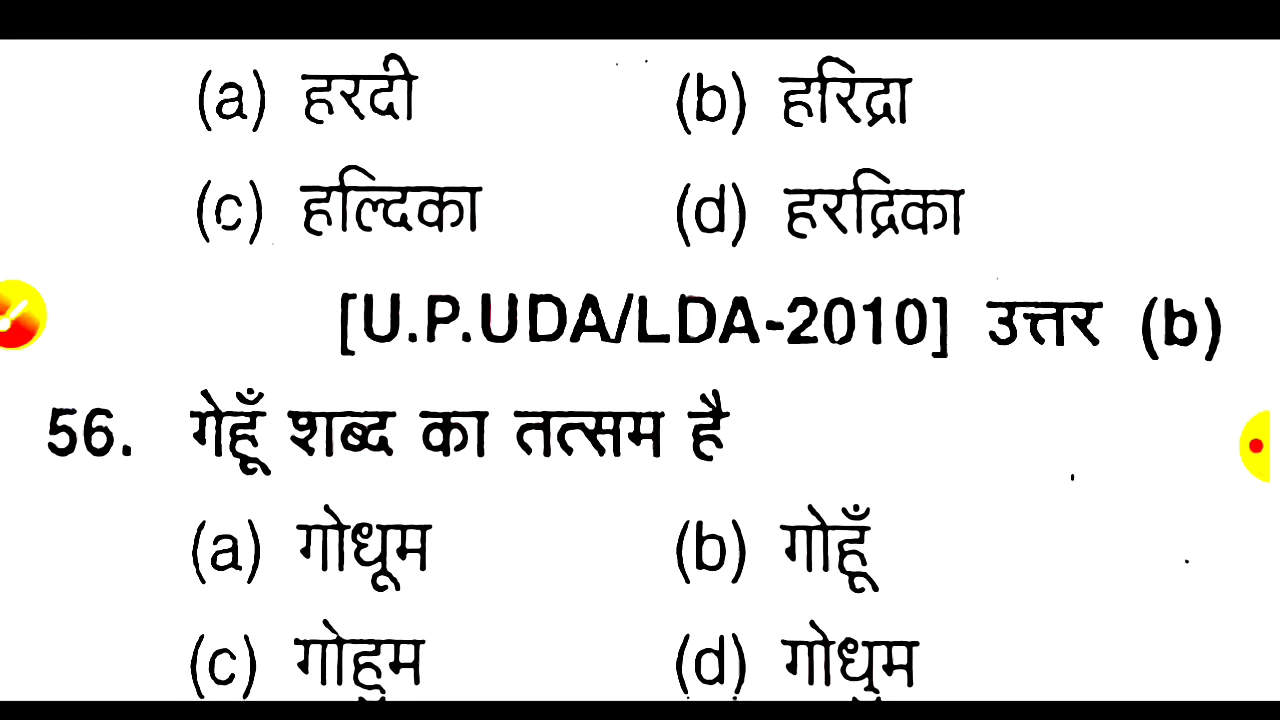 (a) हरदी (b) हरिद्रा
(c) हल्दिका (d) हरद्रिका
[U.P.UDA/LDA-2010] उत्तर (b)
56. गेहूँ शब्द का तत्सम है
(a) गोधूम (b) गोहूँ
(c) गोहुम (d) गोधुम